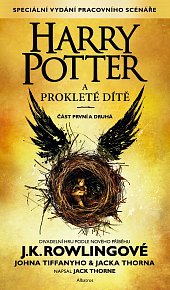 SPECIÁLNÍ VYDÁNÍ PRACOVNÍHO SCÉNÁŘE
HARRY
POTTER
A
PROKLETÉ DÍTĚ
ČÁST PRVNÍ A DRUHÁ
DIVADELNÍ HRU PODLE NOVÉHO PŘÍBĚHU
J.K.ROWLINGOVÉ
JOHNA TIFFANYHO & JACKA THORNA
NAPSAL JACK THORNE
Albatros